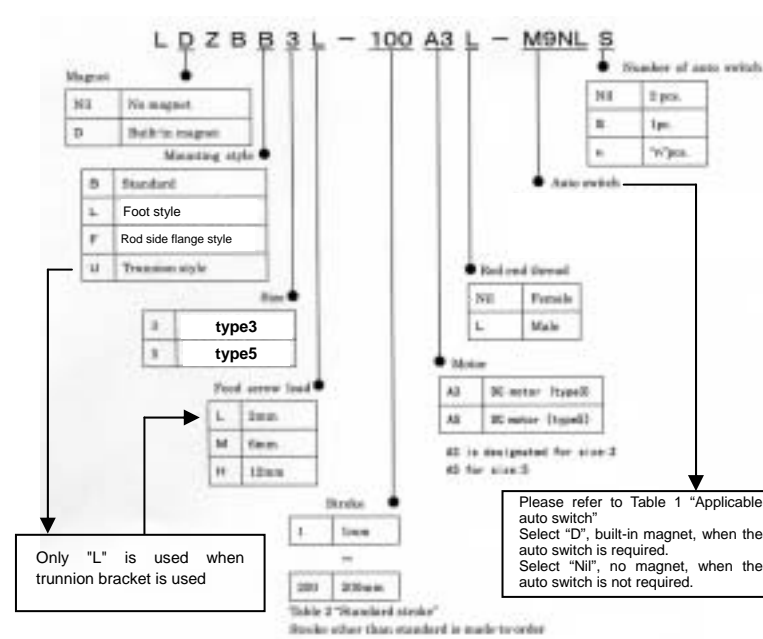 L D Z B B 3 L - 100 A3 L - M9NL S
Magnet
Nil No magnet
D Built-in magnet
Number of auto switch
Nil 2 pcs.
S 1pc.
n "n"pcs.
Mounting style
B Standard
L Foot style
F Rod side flange style
U Trunnion style
Auto switch
Size
3 type3
5 type5
Rod end thread
Nil Female
L Male
Feed screw lead
L 2mm
M 6mm
H 12mm
Motor
A3 DC motor (type3)
A5 DC motor (type5)
A3 is designated for size:3
A5 for size:5
Stroke
1 1mm
200 200mm
Table 2 "Standard stroke"
Stroke other than standard is made-to-order
Only "L" is used when
trunnion bracket is used
Please refer to Table 1 “Applicable
auto switch”
Select “D”, built-in magnet, when the
auto switch is required.
Select “Nil”, no magnet, when the
auto switch is not required.